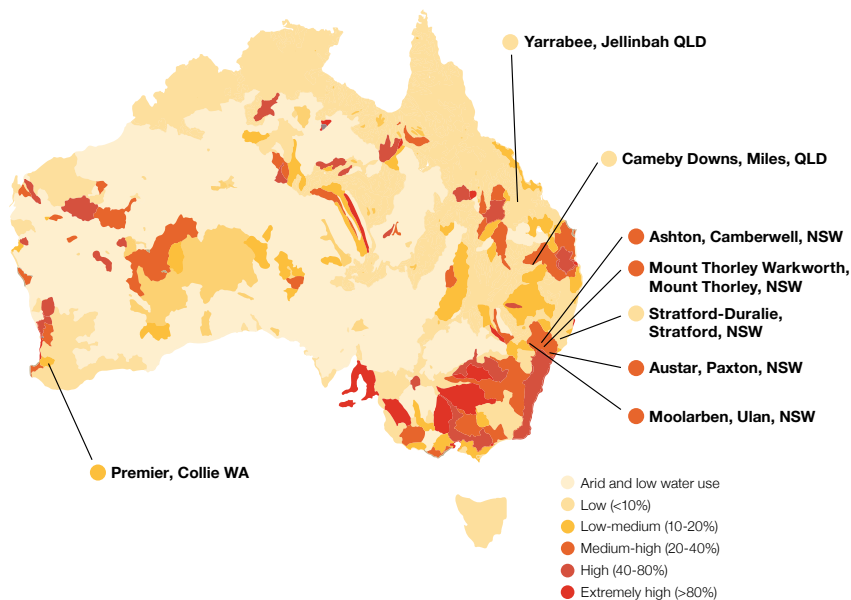 Yarrabee, Jellinbah QLD
Cameby Downs, Miles, QLD
Ashton, Camberwell, NSW
Mount Thorley Warkworth,
Mount Thorley, NSW
Stratford-Duralie,
Stratford, NSW
Austar, Paxton, NSW
Moolarben, Ulan, NSW
Premier, Collie WA
Arid and low water use
Low (<10%)
Low-medium (10-20%)
Medium-high (20-40%)
High (40-80%)
Extremely high (>80%)